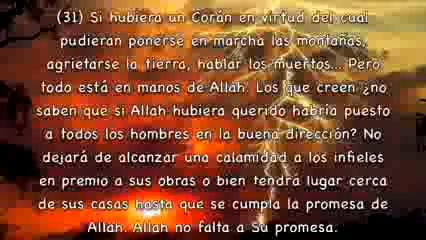 (31) Si hubiera un Corán en virtud del cual
pudieran ponerse en marcha las montañas,
agrietarse la tierra, hablar los muertos... Pero
todo está en manos de Allah. Los que creen ¿no
saben que si Allah hubiera querido habría puesto
a todos los hombres en la buena dirección? No
dejará de alcanzar una calamidad a los infieles
en premio a sus obras o bien tendrá lugar cerca
de sus casas hasta que se cumpla la promesa de
Allah. Allah no falta a Su promesa.